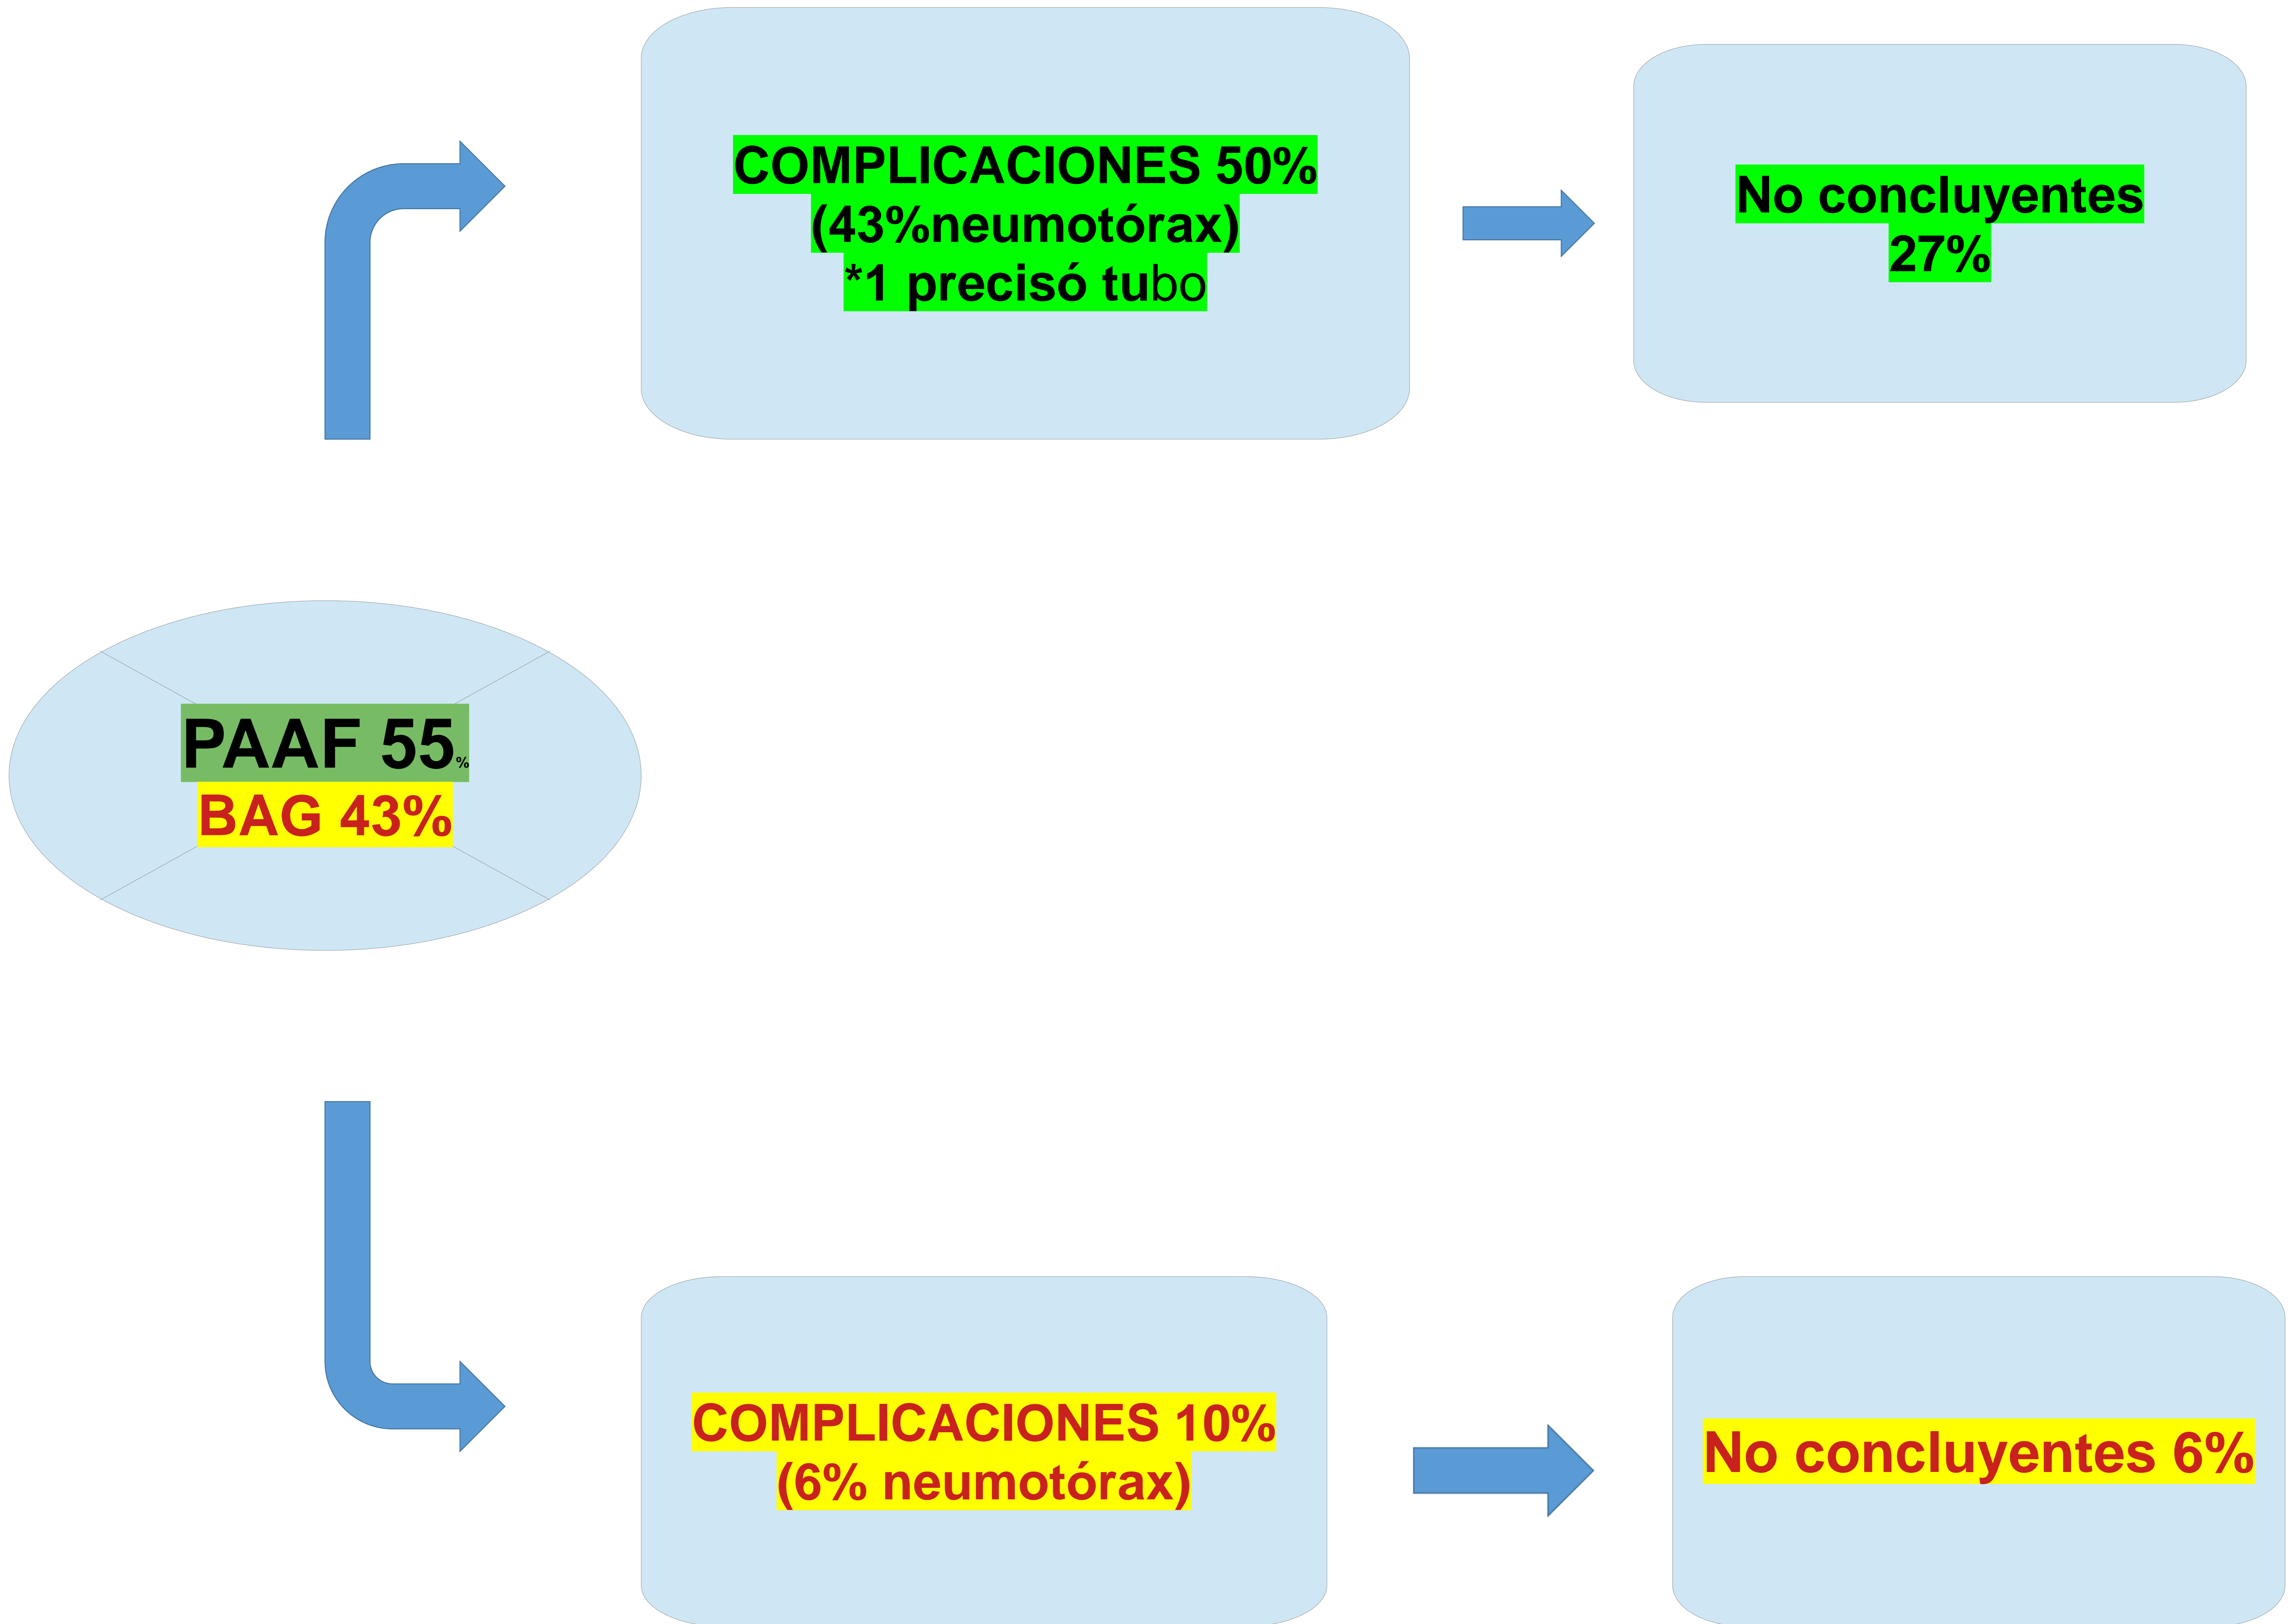 COMPLICACIONES 50%
(43%neumotórax)
*1 precisó tubo
No concluyentes
27%
PAAF 55%
BAG 43%
COMPLICACIONES 10%
(6% neumotórax)
No concluyentes 6%